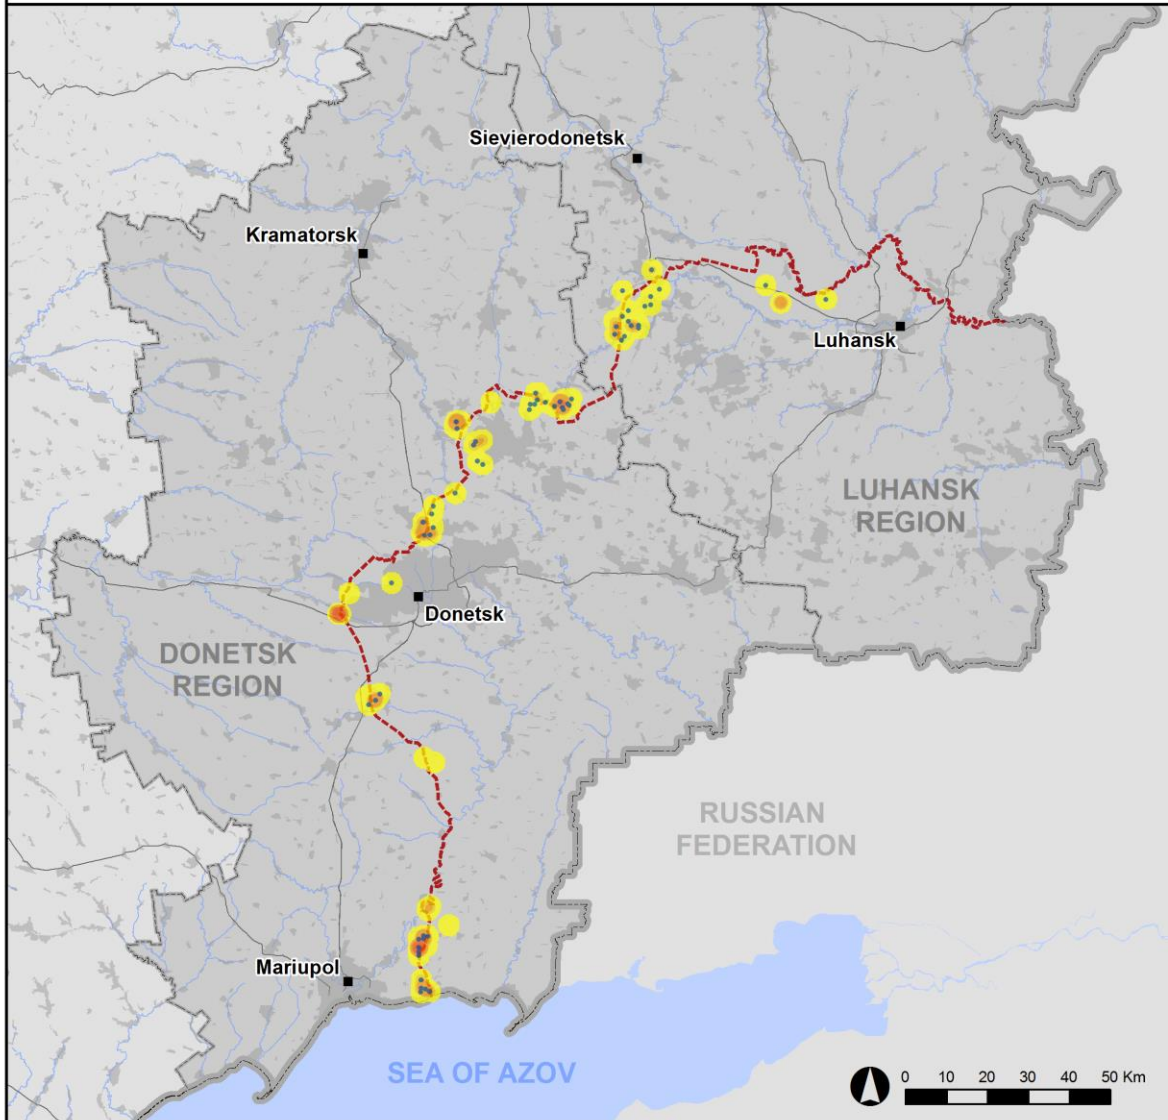 Sievierodonetsk
Kramatorsk
Luhansk
LUHANSK
REGION
Donetsk
DONETSK
REGION
RUSSIAN
FEDERATION
Mariupol
SEA OF AZOV
0 10 20 30 40 50 Km